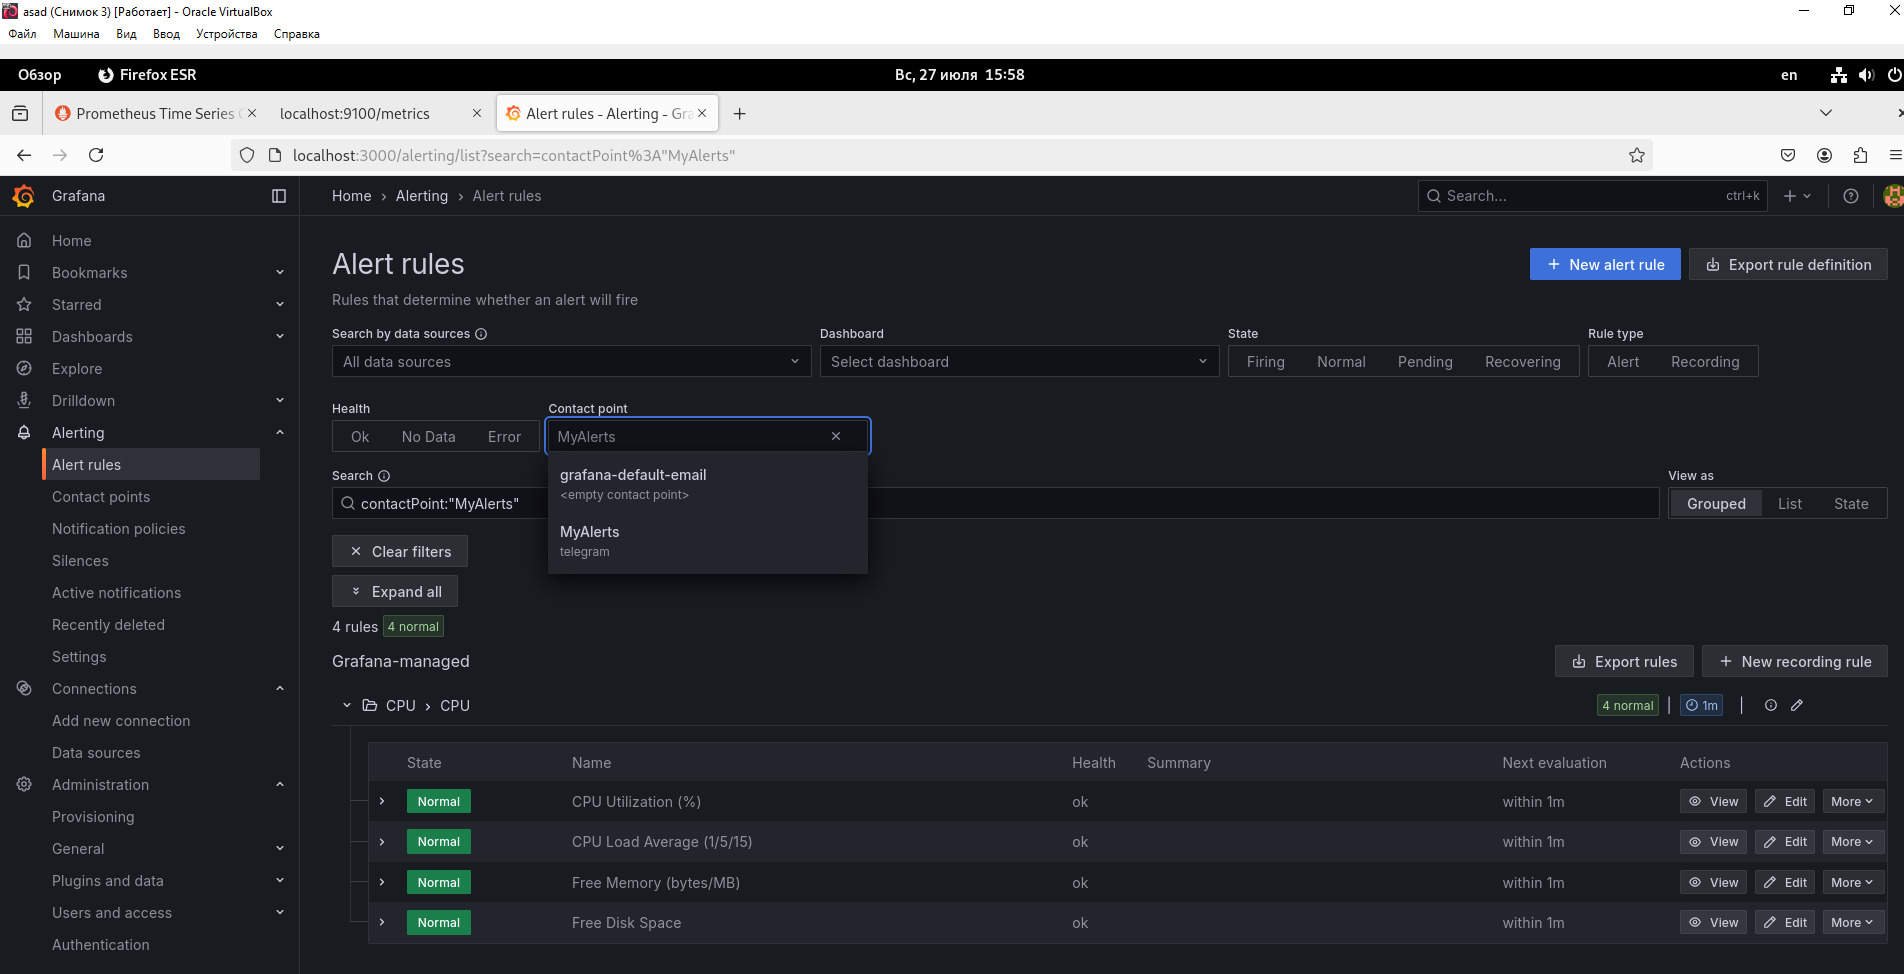 asad (Снимок 3) [Работает] - Oracle VirtualBox
Файл Машина Вид Ввод Устройства Справка
Обзор Firefox ESR Вс, 27 июля 15:58 en
Prometheus Time Series localhost:9100/metrics Alert rules - Alerting - Gra
localhost:3000/alerting/list?search=contactPoint%3A"MyAlerts"
Grafana
Home › Alerting › Alert rules
Search... ctrl+k
Home
Bookmarks
Starred
Dashboards
Explore
Drilldown
Alerting
Alert rules
Contact points
Notification policies
Silences
Active notifications
Recently deleted
Settings
Connections
Add new connection
Data sources
Administration
Provisioning
General
Plugins and data
Users and access
Authentication
Alert rules
New alert rule Export rule definition
Rules that determine whether an alert will fire
Search by data sources Dashboard State Rule type
All data sources Select dashboard Firing Normal Pending Recovering Alert Recording
Health Contact point
Ok No Data Error MyAlerts
grafana-default-email
<empty contact point>
MyAlerts
telegram
Search View as
contactPoint:"MyAlerts" Grouped List State
Clear filters
Expand all
4 rules 4 normal
Grafana-managed Export rules New recording rule
CPU › CPU 4 normal | 1m |
State Name Health Summary Next evaluation Actions
Normal CPU Utilization (%) ok within 1m View Edit More
Normal CPU Load Average (1/5/15) ok within 1m View Edit More
Normal Free Memory (bytes/MB) ok within 1m View Edit More
Normal Free Disk Space ok within 1m View Edit More